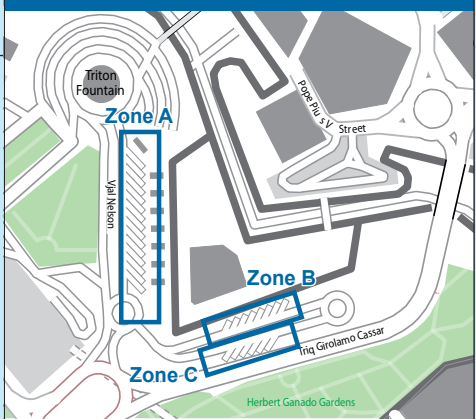 Triton
Fountain
Zone A
Pope Piu s V
Street
Vjal Nelson
Zone B
Triq Girolamo Cassar
Zone C
Herbert Ganado Gardens